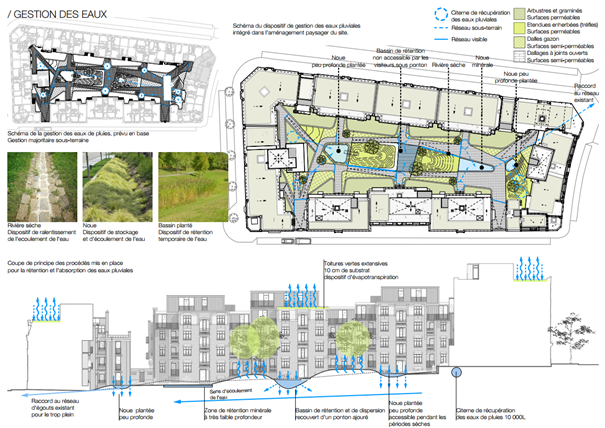 / GESTION DES EAUX
Schéma du dispositif de gestion des eaux pluviales
intégré dans l'aménagement paysager du site.
Citerne de récupération
des eaux pluviales
Réseau sous-terrain
Réseau visible
Arbustres et graminés
Surfaces perméables
Etendues enherbées (trèfles)
Surfaces perméables
Dalles gazon
Surfaces semi-perméables
Dallages à joints ouverts
Surfaces semi-perméables
Noue
peu profonde plantée
Bassin de rétention
non accessible par les
visiteurs sous ponton
Rivière sèche
Noue
minérale
Noue peu
profonde plantée
Raccord
au réseau
existant
Schéma de la gestion des eaux de pluies, prévu en base
Gestion majoritaire sous-terraine
Rivière sèche
Dispositif de ralentissement
de l'ecoulement de l'eau
Noue
Dispositif de stockage
et d'écoulement de l'eau
Bassin planté
Dispositif de rétention
temporaire de l'eau
Coupe de principe des procédés mis en place
pour la rétention et l'absorption des eaux pluviales
Toitures vertes extensives
10 cm de substrat
dispositif d'évapotranspiration
Sens d'écoulement
de l'eau
Raccord au réseau
d'égouts existant
pour le trop plein
Noue plantée
peu profonde
Zone de rétention minérale
à très faible profondeur
Bassin de rétention et de dispersion
recouvert d'un ponton ajouré
Noue plantée
peu profonde
accessible pendant les
périodes sèches
Citerne de récupération
des eaux de pluies 10 000L